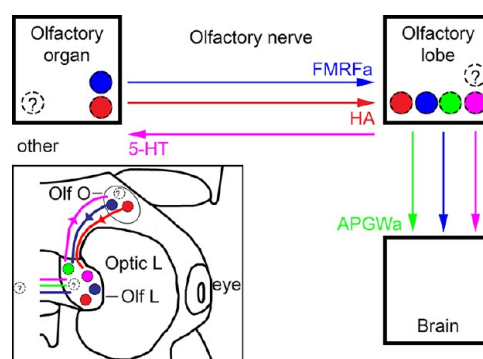 Olfactory
organ
?
Olfactory nerve
FMRFa
HA
5-HT
Olfactory
lobe
?
other
Olf O
?
Optic L
?
?
Olf L
eye
APGWa
Brain